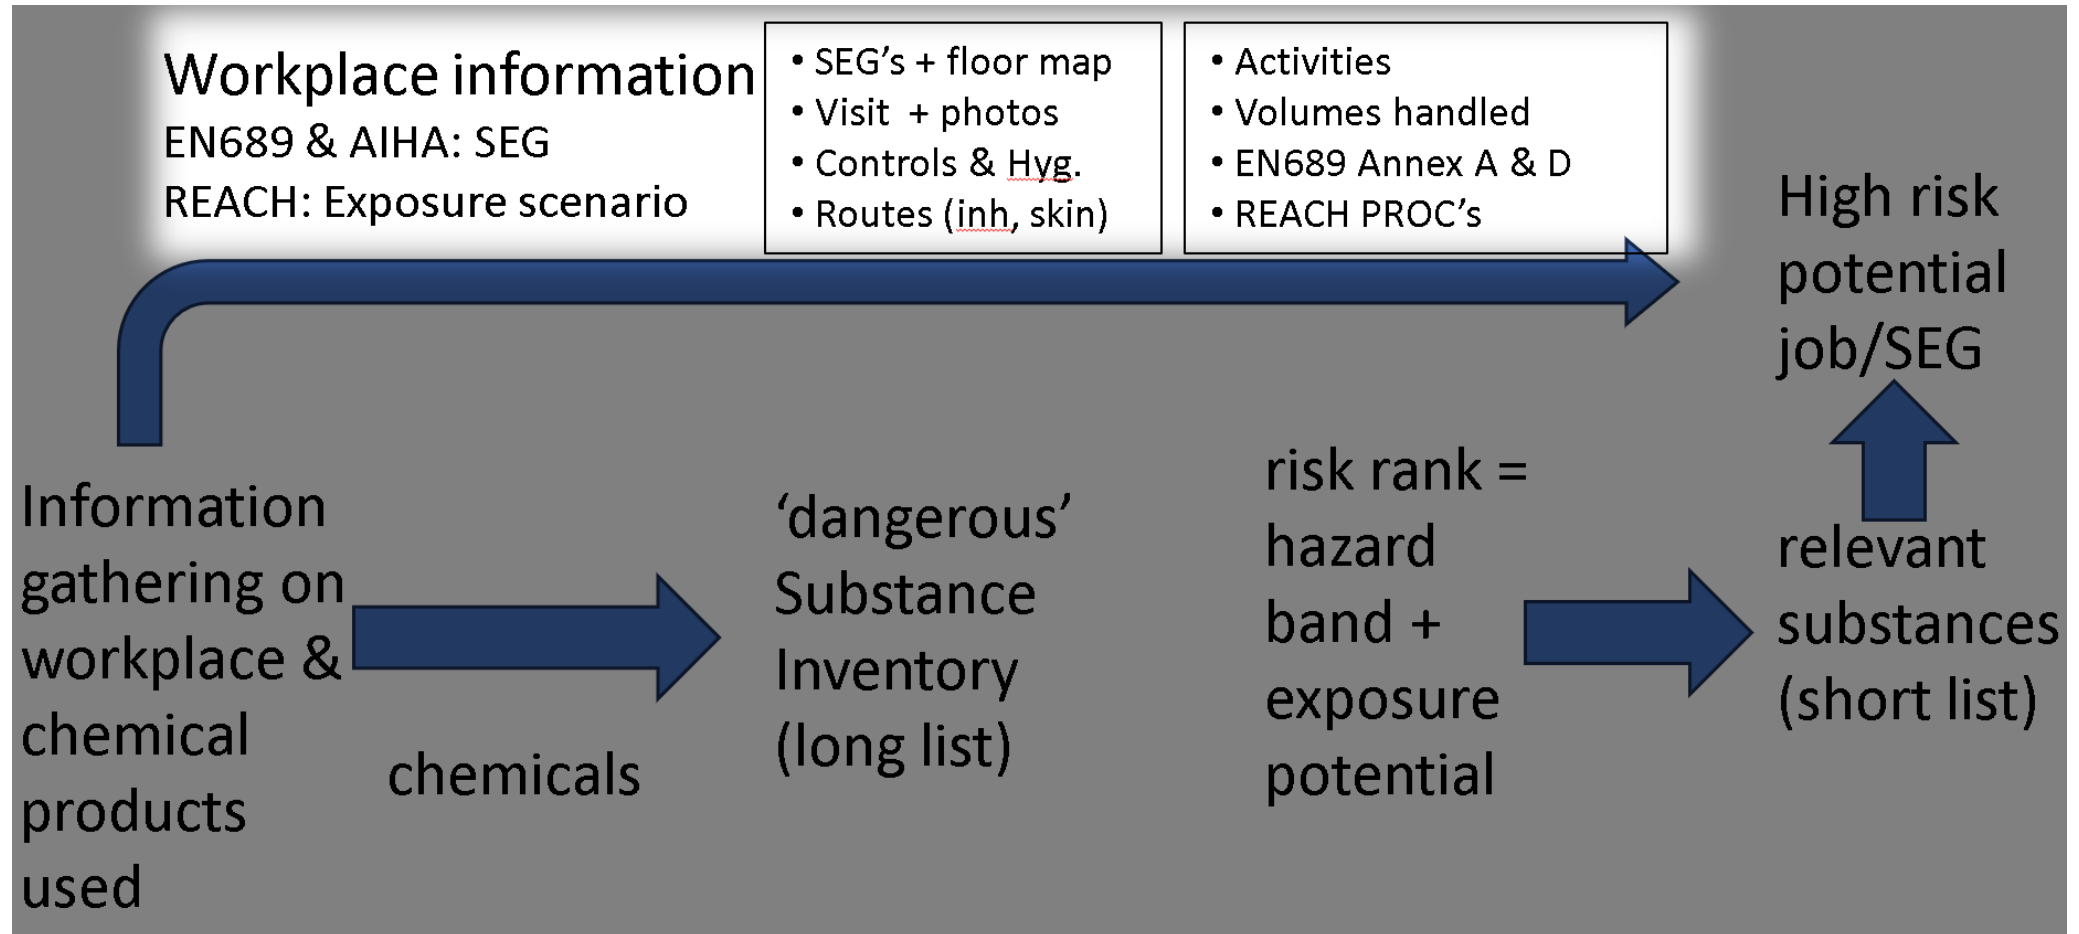 Workplace information
EN689 & AIHA: SEG
REACH: Exposure scenario
• SEG’s + floor map
• Visit + photos
• Controls & Hyg.
• Routes (inh, skin)
• Activities
• Volumes handled
• EN689 Annex A & D
• REACH PROC’s
High risk
potential
job/SEG
Information
gathering on
workplace &
chemical
products
used
chemicals
‘dangerous’
Substance
Inventory
(long list)
risk rank =
hazard
band +
exposure
potential
relevant
substances
(short list)